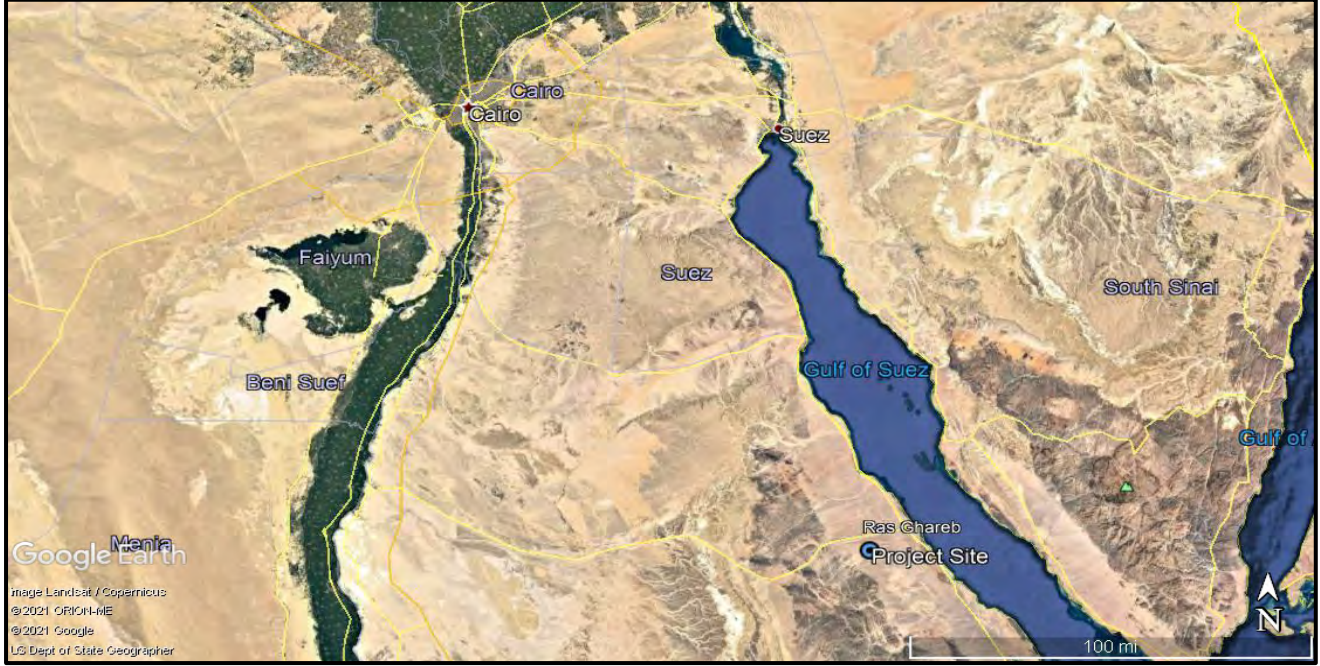 Cairo
Cairo
Suez
Faiyum
Suez
South Sinai
Gulf of Suez
Beni Suef
Gulf of
Ras Ghareb
Project Site
Menia
Google Earth
mage Landsat / Copernicus
© 2021 ORION-ME
© 2021 Google
US Dept of State Geographer
N
100 mi